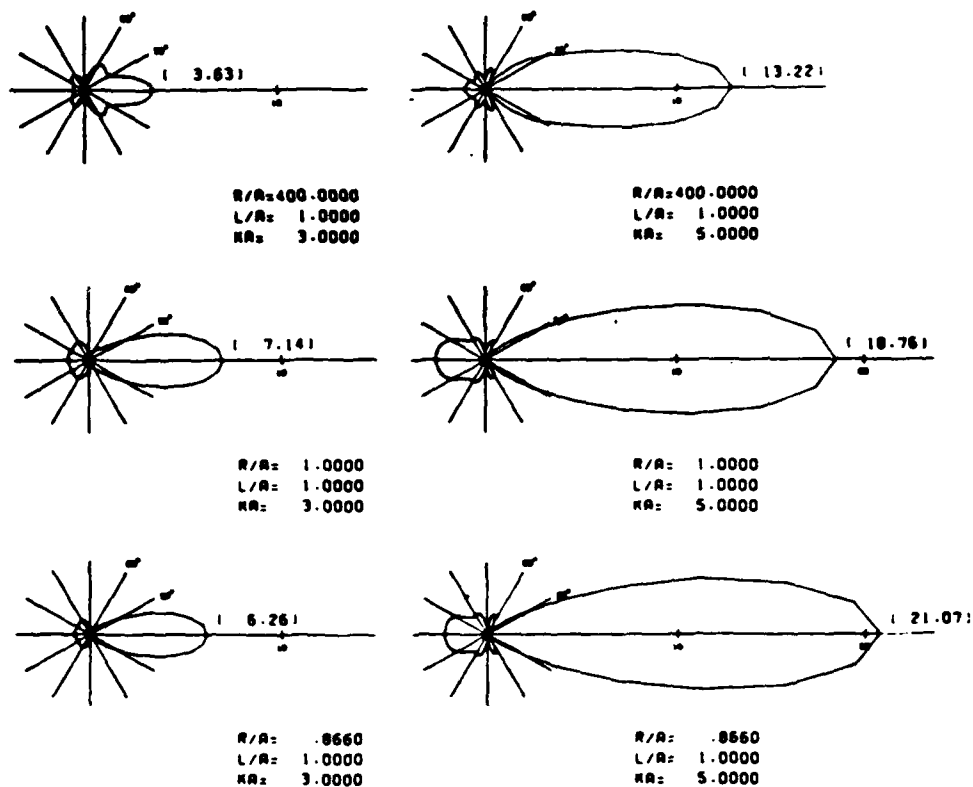 ( 3.63)
R/A=400.0000
L/A= 1.0000
KA= 3.0000
( 13.22)
R/A=400.0000
L/A= 1.0000
KA= 5.0000
( 7.14)
R/A= 1.0000
L/A= 1.0000
KA= 3.0000
( 18.76)
R/A= 1.0000
L/A= 1.0000
KA= 5.0000
( 6.26)
R/A= .8660
L/A= 1.0000
KA= 3.0000
( 21.07)
R/A= .8660
L/A= 1.0000
KA= 5.0000